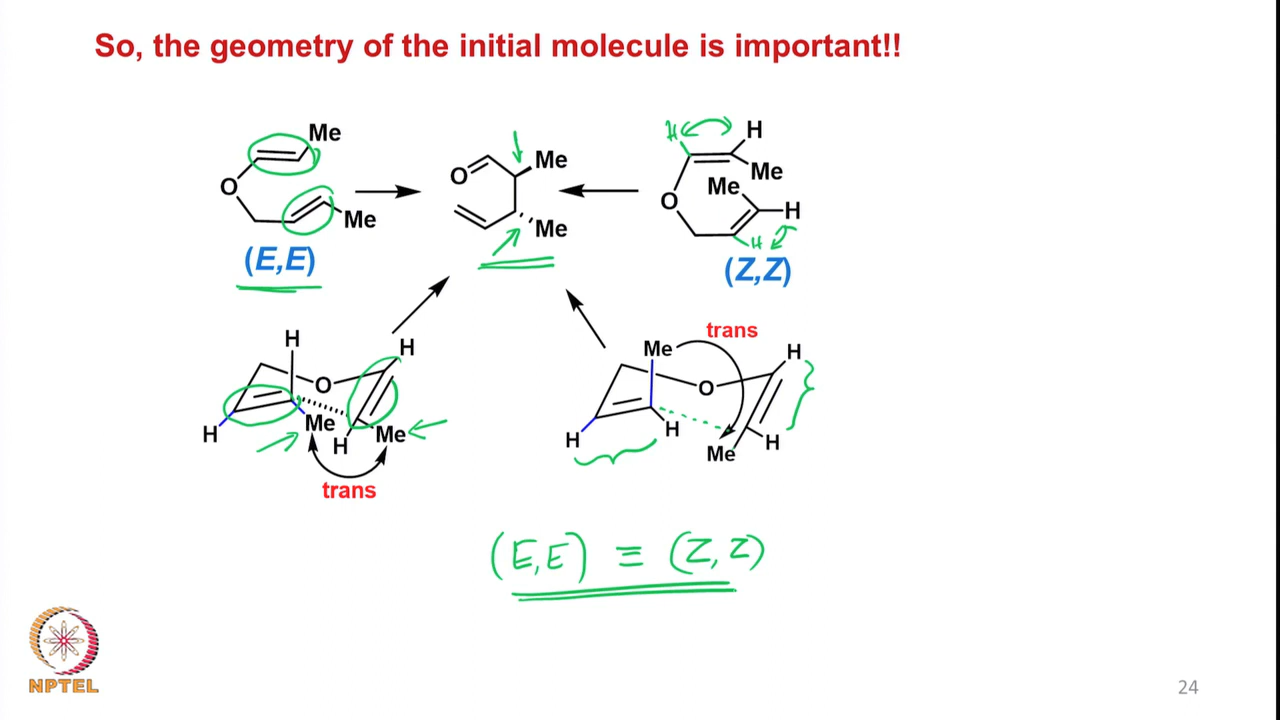 So, the geometry of the initial molecule is important!!
Me
O
Me
(E,E)
O
Me
Me
H
H
Me
Me
O
H
H
(Z,Z)
H
H
O
Me
H
H
Me
trans
trans
Me
H
O
H
H
Me
H
(E,E) ≡ (Z,Z)
NPTEL
24